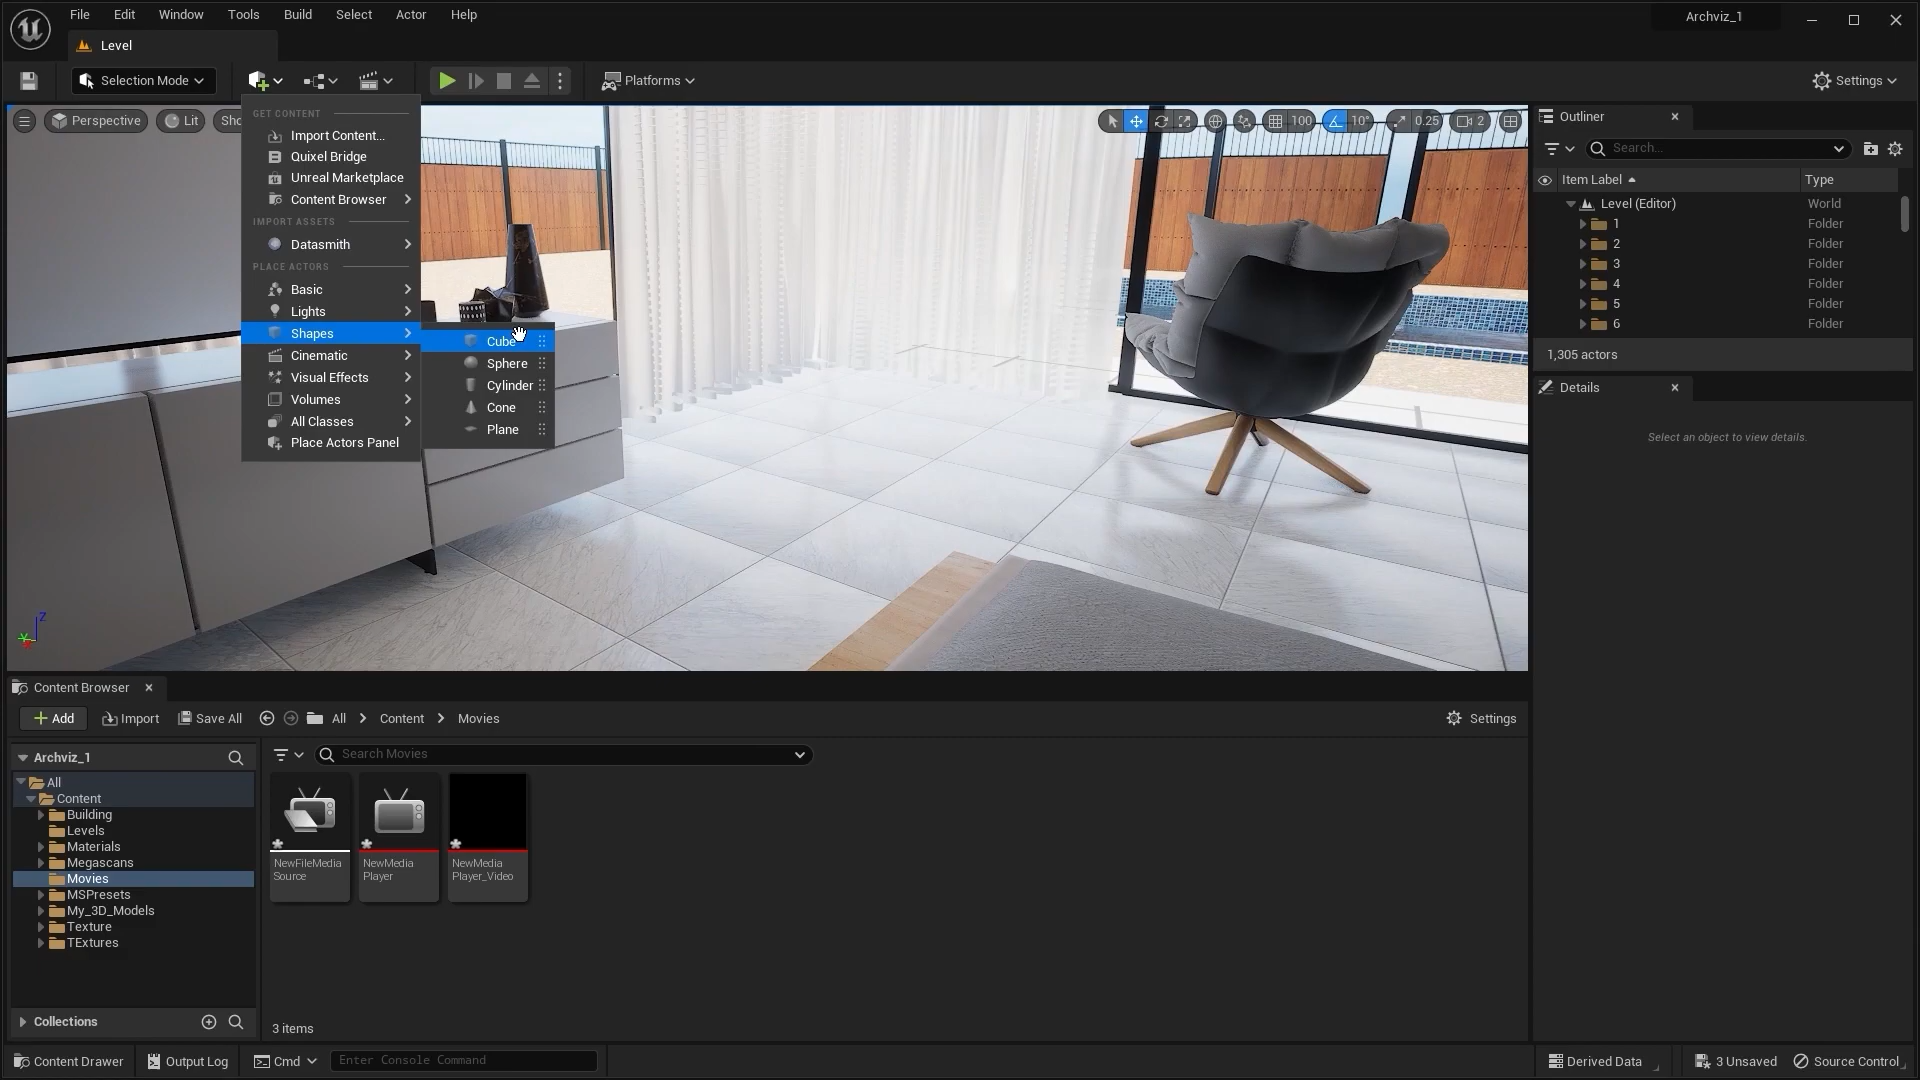 File Edit Window Tools Build Select Actor Help
Archviz_1
Level
Selection Mode
Platforms
Settings
Perspective
Lit
Sho
100
10°
0.25
2
GET CONTENT
Import Content...
Quixel Bridge
Unreal Marketplace
Content Browser
IMPORT ASSETS
Datasmith
PLACE ACTORS
Basic
Lights
Shapes
Cinematic
Visual Effects
Volumes
All Classes
Place Actors Panel
Cube
Sphere
Cylinder
Cone
Plane
Z
Outliner
Search...
Item Label Type
Level (Editor) World
1 Folder
2 Folder
3 Folder
4 Folder
5 Folder
6 Folder
1,305 actors
Details
Select an object to view details.
Content Browser
Add Import Save All All Content Movies
Settings
Archviz_1
All
Content
Building
Levels
Materials
Megascans
Movies
MSPresets
My_3D_Models
Texture
TExtures
Collections
Search Movies
NewFileMedia
Source
NewMedia
Player
NewMedia
Player_Video
3 items
Content Drawer Output Log Cmd Enter Console Command
Derived Data 3 Unsaved Source Control